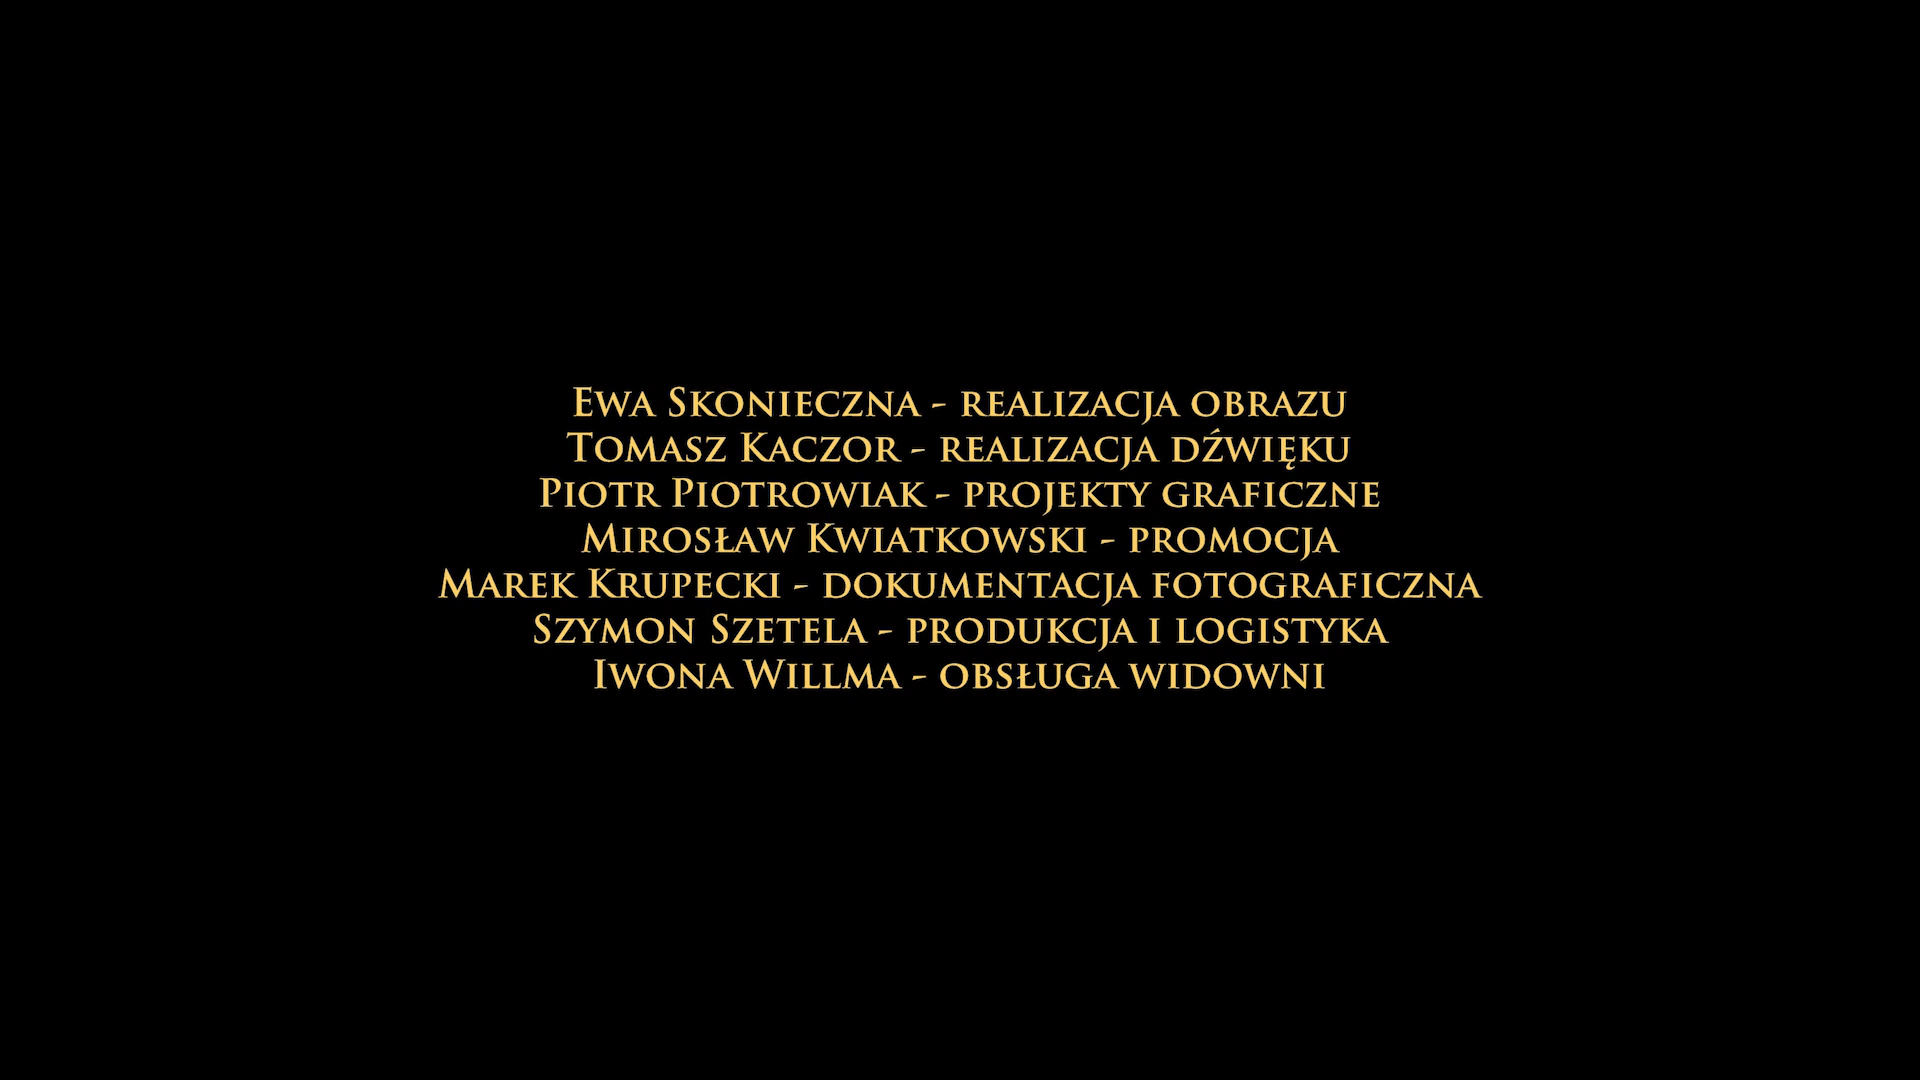 Ewa Skonieczna - realizacja obrazu
Tomasz Kaczor - realizacja dźwięku
Piotr Piotrowiak - projekty graficzne
Mirosław Kwiatkowski - promocja
Marek Krupecki - dokumentacja fotograficzna
Szymon Szetela - produkcja i logistyka
Iwona Willma - obsługa widowni